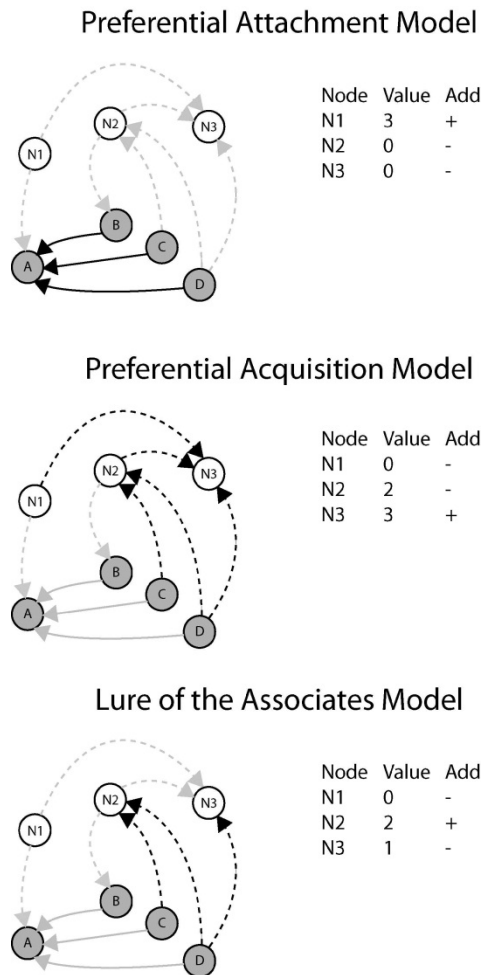 Preferential Attachment Model
Node Value Add
N1 3 +
N2 0 -
N3 0 -
N1
N2
N3
A
B
C
D
Preferential Acquisition Model
Node Value Add
N1 0 -
N2 2 -
N3 3 +
N1
N2
N3
A
B
C
D
Lure of the Associates Model
Node Value Add
N1 0 -
N2 2 +
N3 1 -
N1
N2
N3
A
B
C
D